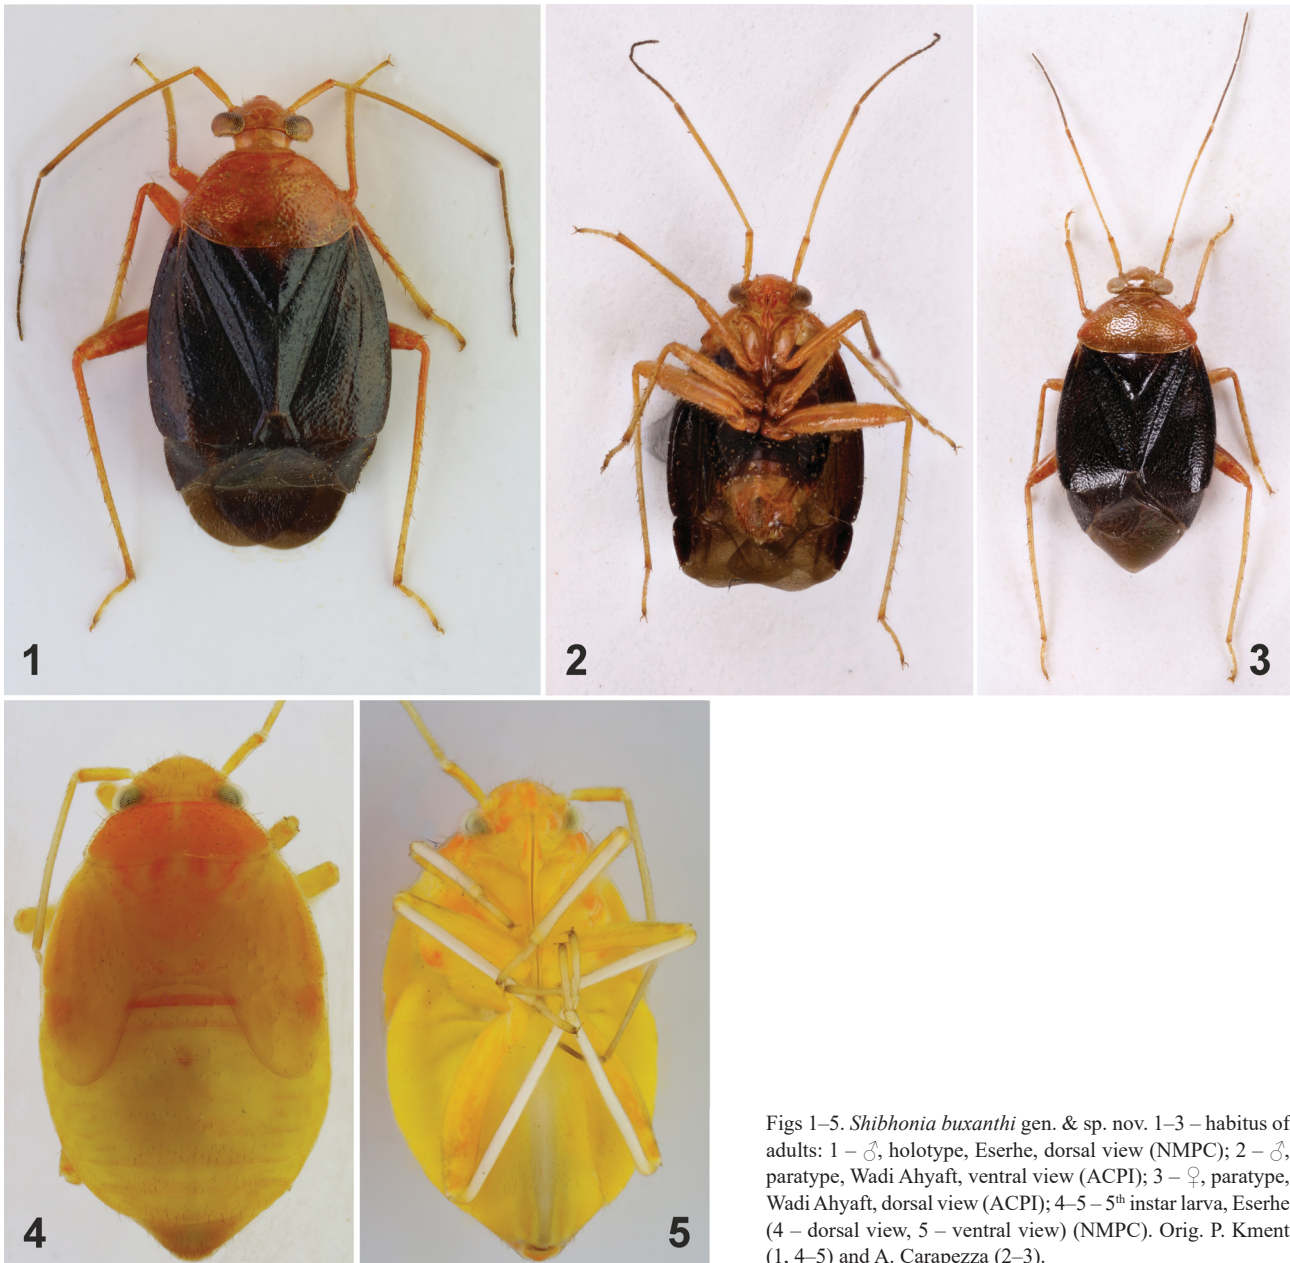 1
2
3
4
5
Figs 1–5. Shibhonia buxanthi gen. & sp. nov. 1–3 – habitus of
adults: 1 – ♂, holotype, Eserhe, dorsal view (NMPC); 2 – ♂,
paratype, Wadi Ahyaft, ventral view (ACPI); 3 – ♀, paratype,
Wadi Ahyaft, dorsal view (ACPI); 4–5 – 5th instar larva, Eserhe
(4 – dorsal view, 5 – ventral view) (NMPC). Orig. P. Kment
(1, 4–5) and A. Carapezza (2–3).